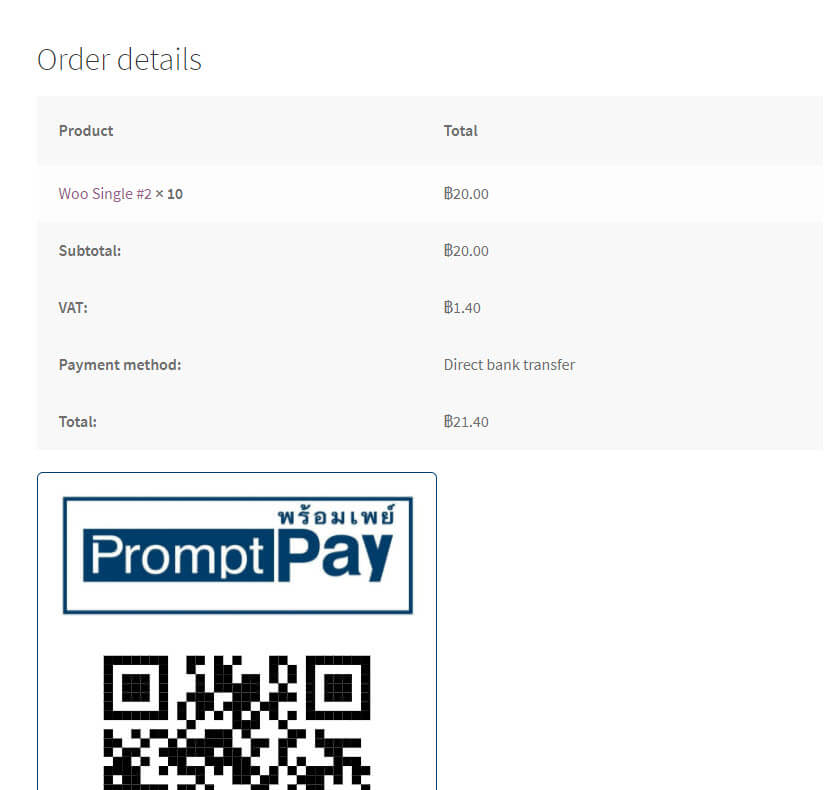 Order details
Product Total
Woo Single #2 × 10 ฿20.00
Subtotal: ฿20.00
VAT: ฿1.40
Payment method: Direct bank transfer
Total: ฿21.40
พร้อมเพย์
PromptPay